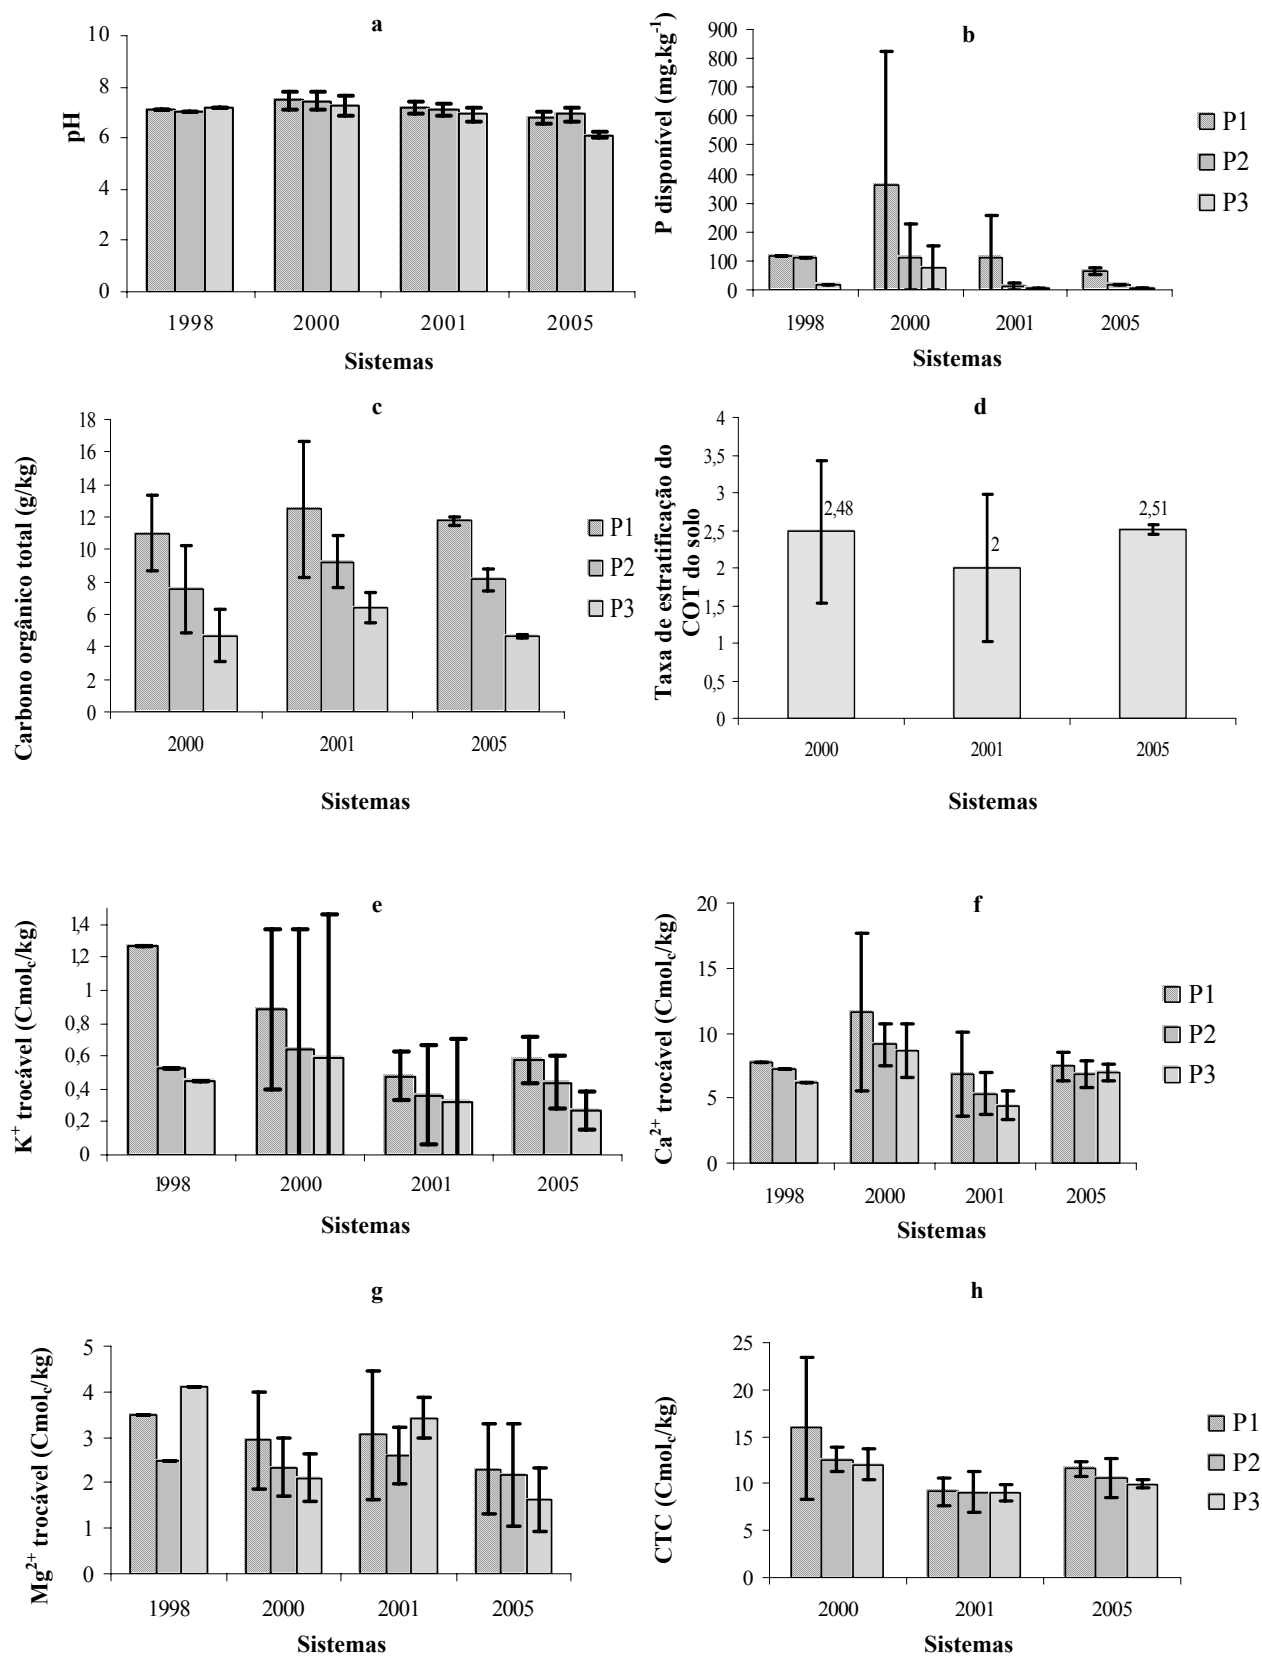 a
pH
10
8
6
4
2
0
1998 2000 2001 2005
Sistemas
b
P disponível (mg.kg⁻¹)
900
800
700
600
500
400
300
200
100
0
1998 2000 2001 2005
Sistemas
P1
P2
P3
c
Carbono orgânico total (g/kg)
18
16
14
12
10
8
6
4
2
0
2000 2001 2005
Sistemas
P1
P2
P3
d
Taxa de estratificação do
COT do solo
4
3,5
3
2,5
2
1,5
1
0,5
0
2,48
2
2,51
2000 2001 2005
Sistemas
e
K⁺ trocável (Cmolc/kg)
1,4
1,2
1
0,8
0,6
0,4
0,2
0
1998 2000 2001 2005
Sistemas
f
Ca²⁺ trocável (Cmolc/kg)
20
15
10
5
0
1998 2000 2001 2005
Sistemas
P1
P2
P3
g
Mg²⁺ trocável (Cmolc/kg)
5
4
3
2
1
0
1998 2000 2001 2005
Sistemas
h
CTC (Cmolc/kg)
25
20
15
10
5
0
2000 2001 2005
Sistemas
P1
P2
P3